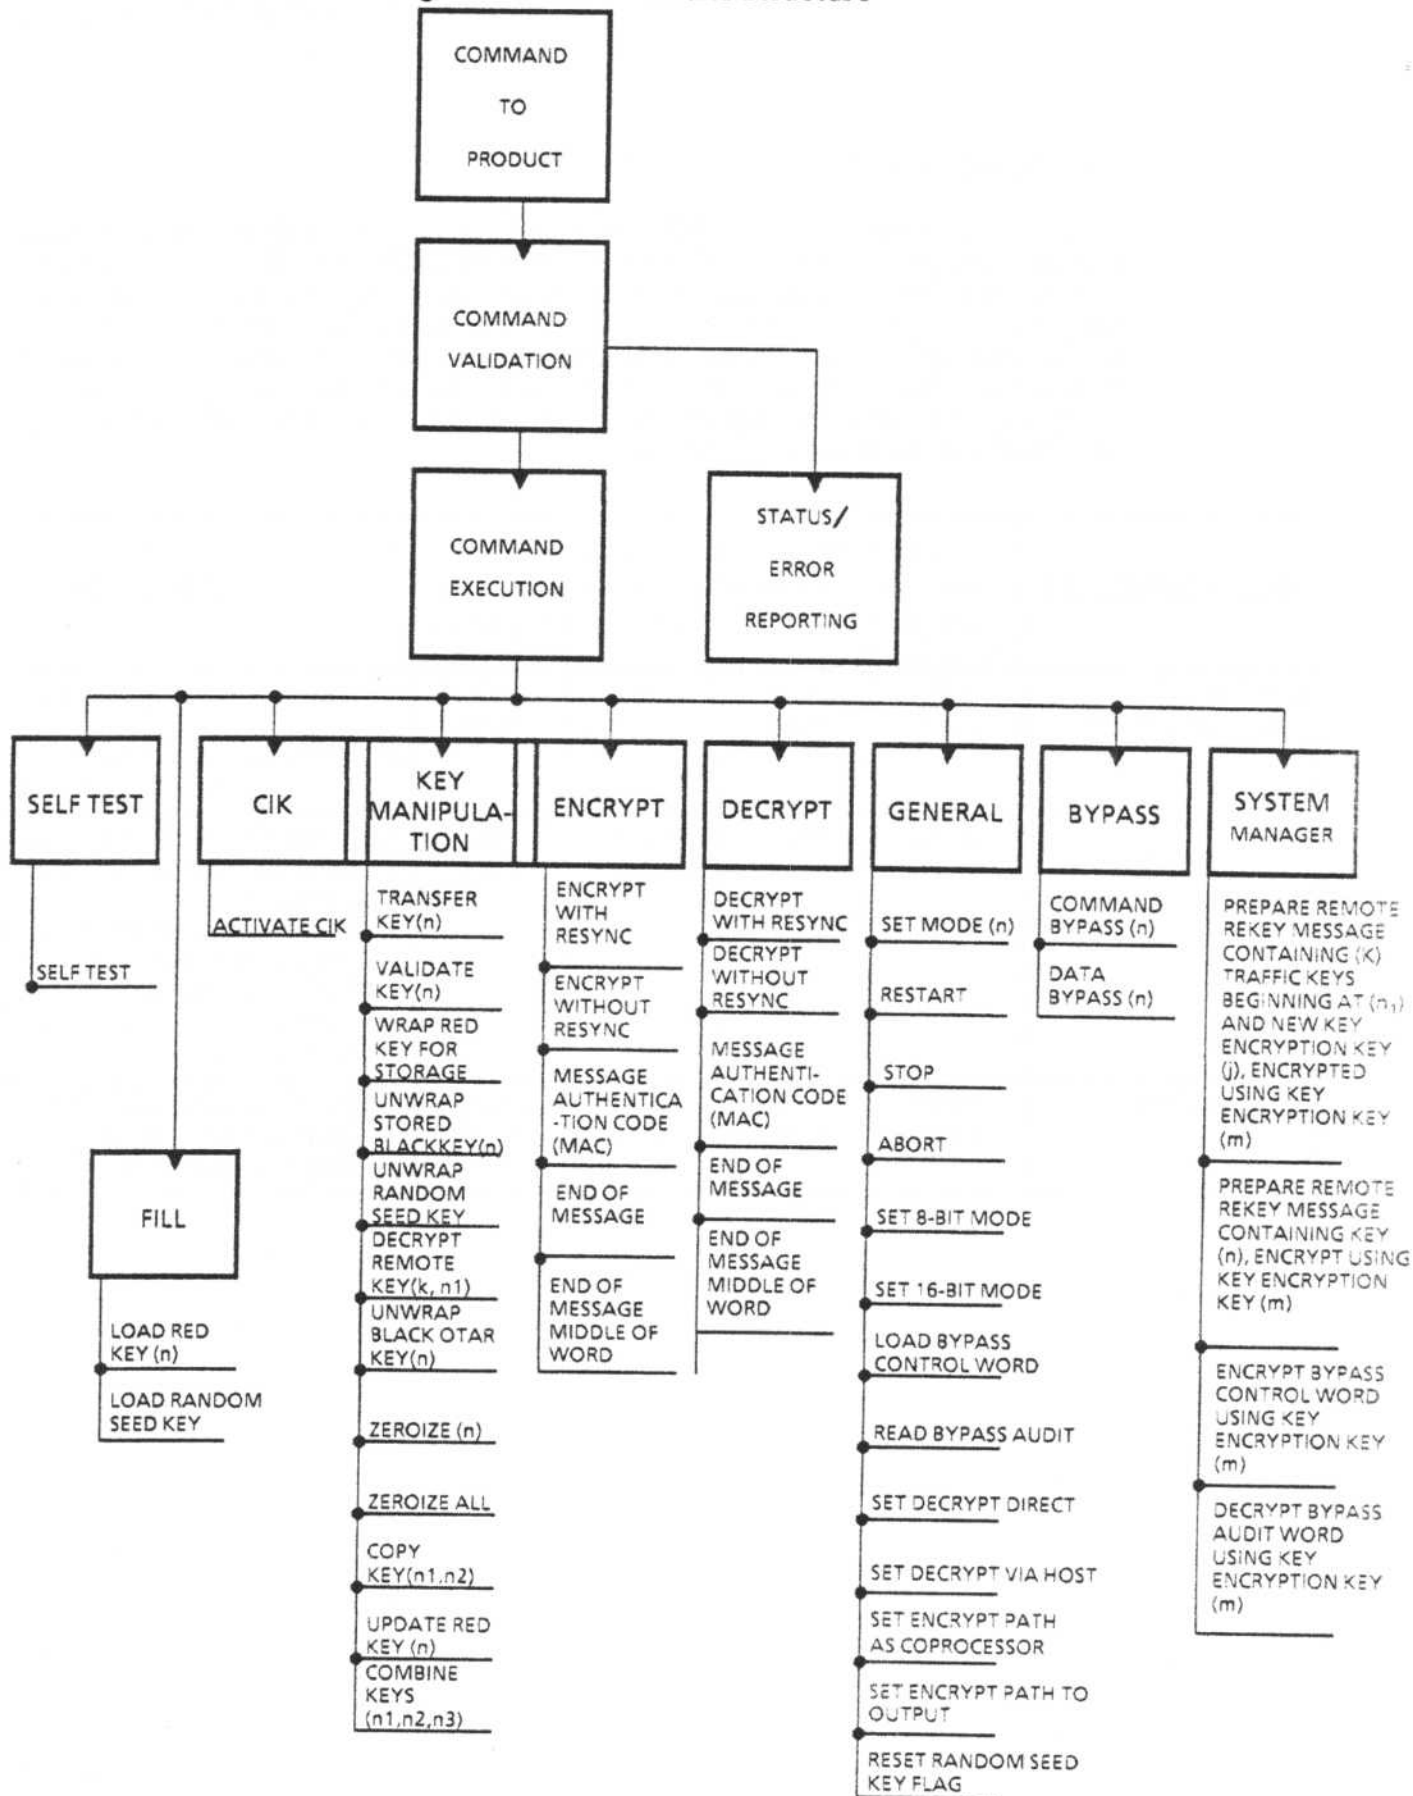 COMMAND
TO
PRODUCT
COMMAND
VALIDATION
COMMAND
EXECUTION
STATUS/
ERROR
REPORTING
SELF TEST
SELF TEST
FILL
LOAD RED
KEY (n)
LOAD RANDOM
SEED KEY
CIK
ACTIVATE CIK
KEY
MANIPULA-
TION
TRANSFER
KEY(n)
VALIDATE
KEY(n)
WRAP RED
KEY FOR
STORAGE
UNWRAP
STORED
BLACKKEY(n)
UNWRAP
RANDOM
SEED KEY
DECRYPT
REMOTE
KEY(k, n1)
UNWRAP
BLACK OTAR
KEY(n)
ZEROIZE (n)
ZEROIZE ALL
COPY
KEY(n1,n2)
UPDATE RED
KEY (n)
COMBINE
KEYS
(n1,n2,n3)
ENCRYPT
ENCRYPT
WITH
RESYNC
ENCRYPT
WITHOUT
RESYNC
MESSAGE
AUTHENTICA
-TION CODE
(MAC)
END OF
MESSAGE
END OF
MESSAGE
MIDDLE OF
WORD
DECRYPT
DECRYPT
WITH RESYNC
DECRYPT
WITHOUT
RESYNC
MESSAGE
AUTHENTI-
CATION CODE
(MAC)
END OF
MESSAGE
END OF
MESSAGE
MIDDLE OF
WORD
GENERAL
SET MODE (n)
RESTART
STOP
ABORT
SET 8-BIT MODE
SET 16-BIT MODE
LOAD BYPASS
CONTROL WORD
READ BYPASS AUDIT
SET DECRYPT DIRECT
SET DECRYPT VIA HOST
SET ENCRYPT PATH
AS COPROCESSOR
SET ENCRYPT PATH TO
OUTPUT
RESET RANDOM SEED
KEY FLAG
BYPASS
COMMAND
BYPASS (n)
DATA
BYPASS (n)
SYSTEM
MANAGER
PREPARE REMOTE
REKEY MESSAGE
CONTAINING (K)
TRAFFIC KEYS
BEGINNING AT (n1)
AND NEW KEY
ENCRYPTION KEY
(j), ENCRYPTED
USING KEY
ENCRYPTION KEY
(m)
PREPARE REMOTE
REKEY MESSAGE
CONTAINING KEY
(n), ENCRYPT USING
KEY ENCRYPTION
KEY (m)
ENCRYPT BYPASS
CONTROL WORD
USING KEY
ENCRYPTION KEY
(m)
DECRYPT BYPASS
AUDIT WORD
USING KEY
ENCRYPTION KEY
(m)